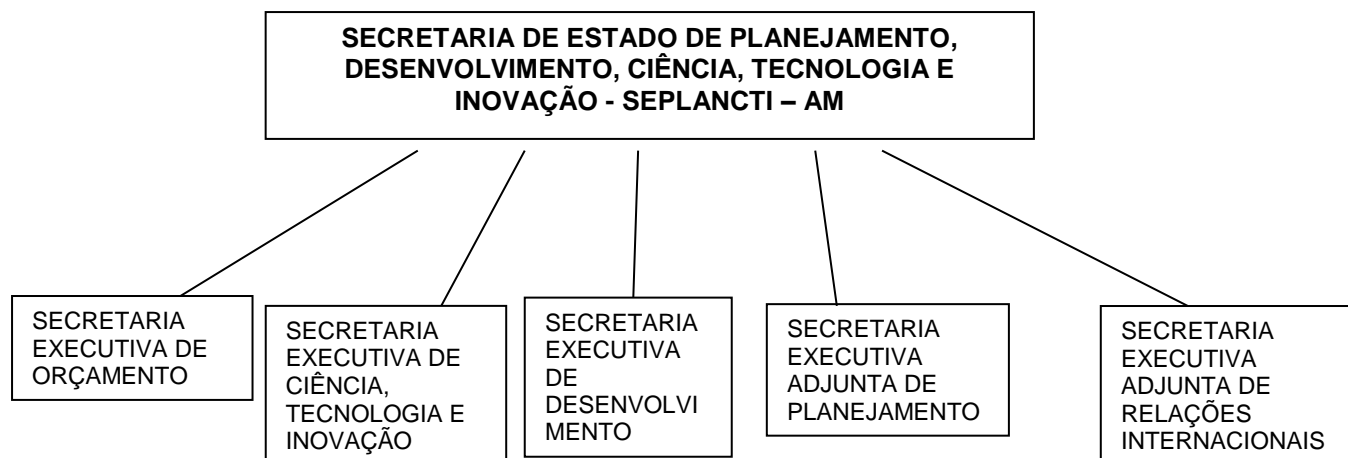 SECRETARIA DE ESTADO DE PLANEJAMENTO,
DESENVOLVIMENTO, CIÊNCIA, TECNOLOGIA E
INOVAÇÃO - SEPLANCTI – AM
SECRETARIA
EXECUTIVA DE
ORÇAMENTO
SECRETARIA
EXECUTIVA DE
CIÊNCIA,
TECNOLOGIA E
INOVAÇÃO
SECRETARIA
EXECUTIVA
DE
DESENVOLVI
MENTO
SECRETARIA
EXECUTIVA
ADJUNTA DE
PLANEJAMENTO
SECRETARIA
EXECUTIVA
ADJUNTA DE
RELAÇÕES
INTERNACIONAIS